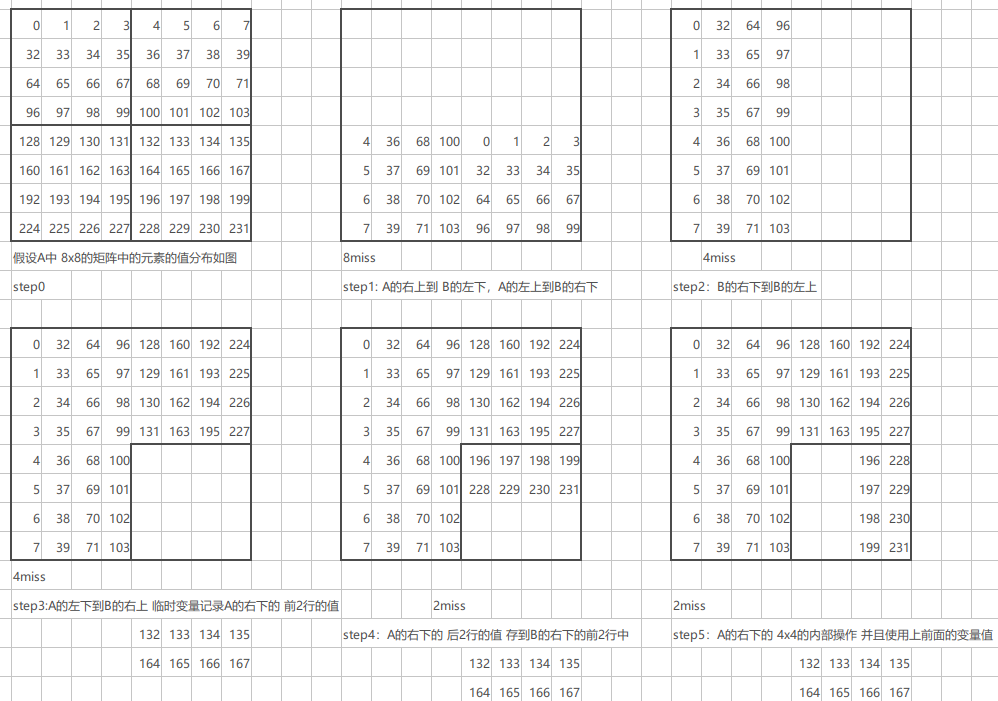 0 1 2 3 4 5 6 7 0 32 64 96
32 33 34 35 36 37 38 39 1 33 65 97
64 65 66 67 68 69 70 71 2 34 66 98
96 97 98 99 100 101 102 103 3 35 67 99
128 129 130 131 132 133 134 135 4 36 68 100 0 1 2 3 4 36 68 100
160 161 162 163 164 165 166 167 5 37 69 101 32 33 34 35 5 37 69 101
192 193 194 195 196 197 198 199 6 38 70 102 64 65 66 67 6 38 70 102
224 225 226 227 228 229 230 231 7 39 71 103 96 97 98 99 7 39 71 103
假设A中 8x8的矩阵中的元素的值分布如图 8miss 4miss
step0 step1: A的右上到 B的左下，A的左上到B的右下 step2：B的右下到B的左上
0 32 64 96 128 160 192 224 0 32 64 96 128 160 192 224 0 32 64 96 128 160 192 224
1 33 65 97 129 161 193 225 1 33 65 97 129 161 193 225 1 33 65 97 129 161 193 225
2 34 66 98 130 162 194 226 2 34 66 98 130 162 194 226 2 34 66 98 130 162 194 226
3 35 67 99 131 163 195 227 3 35 67 99 131 163 195 227 3 35 67 99 131 163 195 227
4 36 68 100 4 36 68 100 196 197 198 199 4 36 68 100 196 228
5 37 69 101 5 37 69 101 228 229 230 231 5 37 69 101 197 229
6 38 70 102 6 38 70 102 6 38 70 102 198 230
7 39 71 103 7 39 71 103 7 39 71 103 199 231
4miss
step3:A的左下到B的右上 临时变量记录A的右下的 前2行的值 2miss 2miss
132 133 134 135 step4：A的右下的 后2行的值 存到B的右下的前2行中 step5：A的右下的 4x4的内部操作 并且使用上前面的变量值
164 165 166 167 132 133 134 135 132 133 134 135
164 165 166 167 164 165 166 167